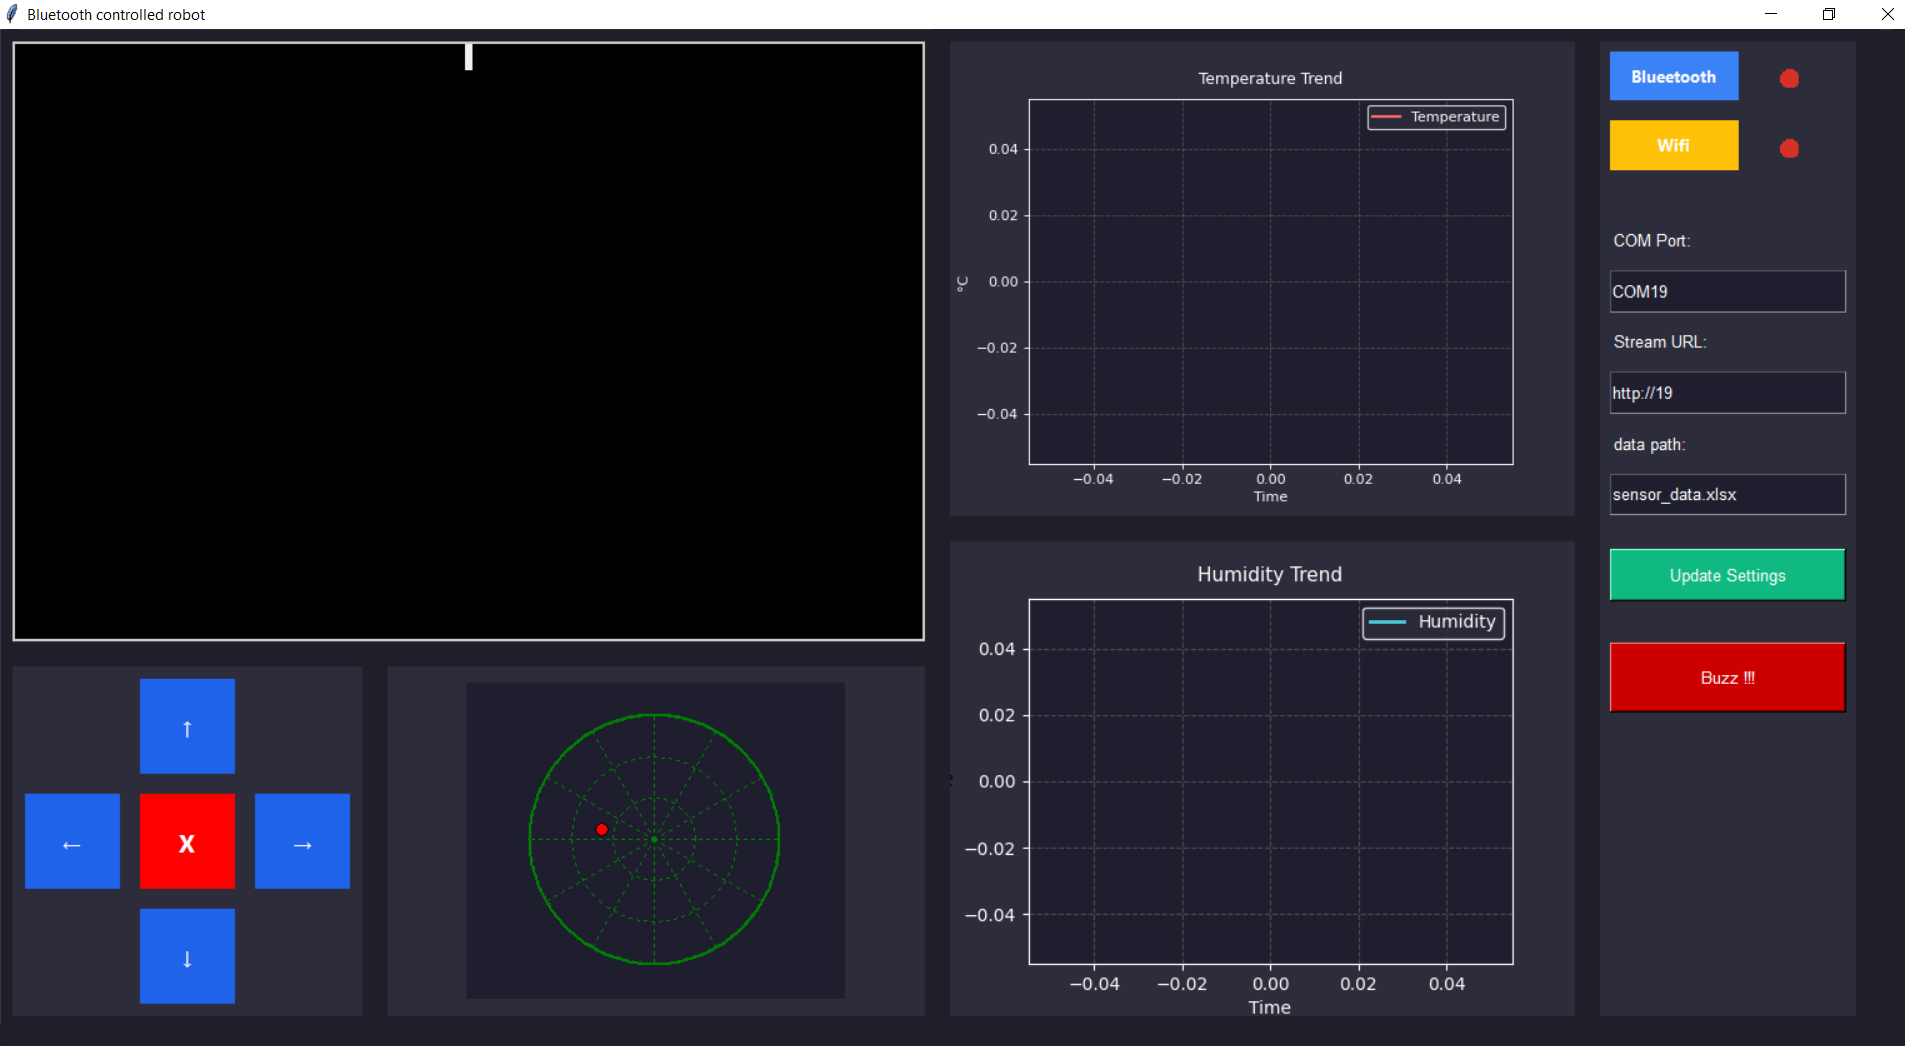 Bluetooth controlled robot
Temperature Trend
Temperature
0.04
0.02
0.00
−0.02
−0.04
°C
−0.04 −0.02 0.00 0.02 0.04
Time
Humidity Trend
Humidity
0.04
0.02
0.00
−0.02
−0.04
−0.04 −0.02 0.00 0.02 0.04
Time
↑
← X →
↓
Blueetooth
Wifi
COM Port:
COM19
Stream URL:
http://19
data path:
sensor_data.xlsx
Update Settings
Buzz !!!